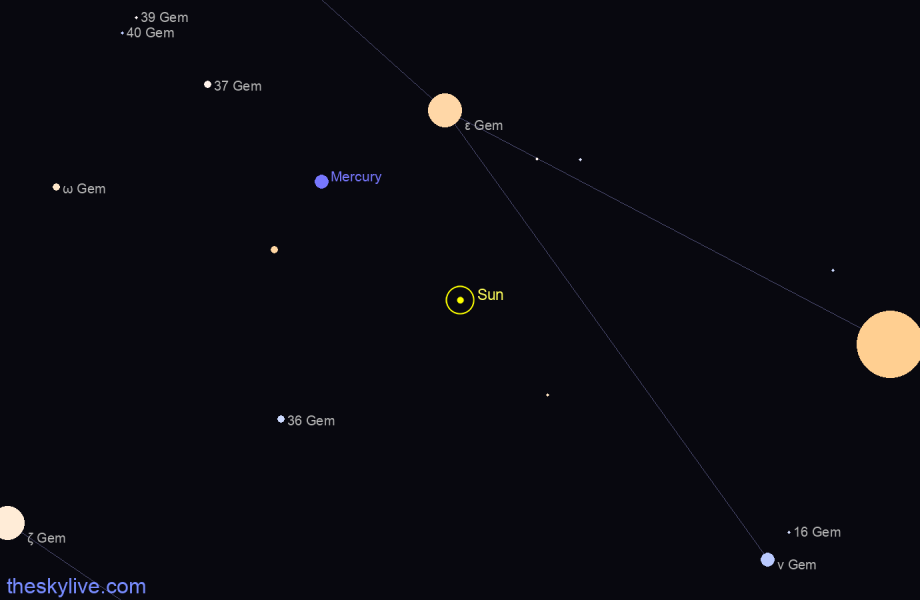 39 Gem
40 Gem
37 Gem
ε Gem
Mercury
ω Gem
Sun
36 Gem
16 Gem
ζ Gem
ν Gem
theskylive.com